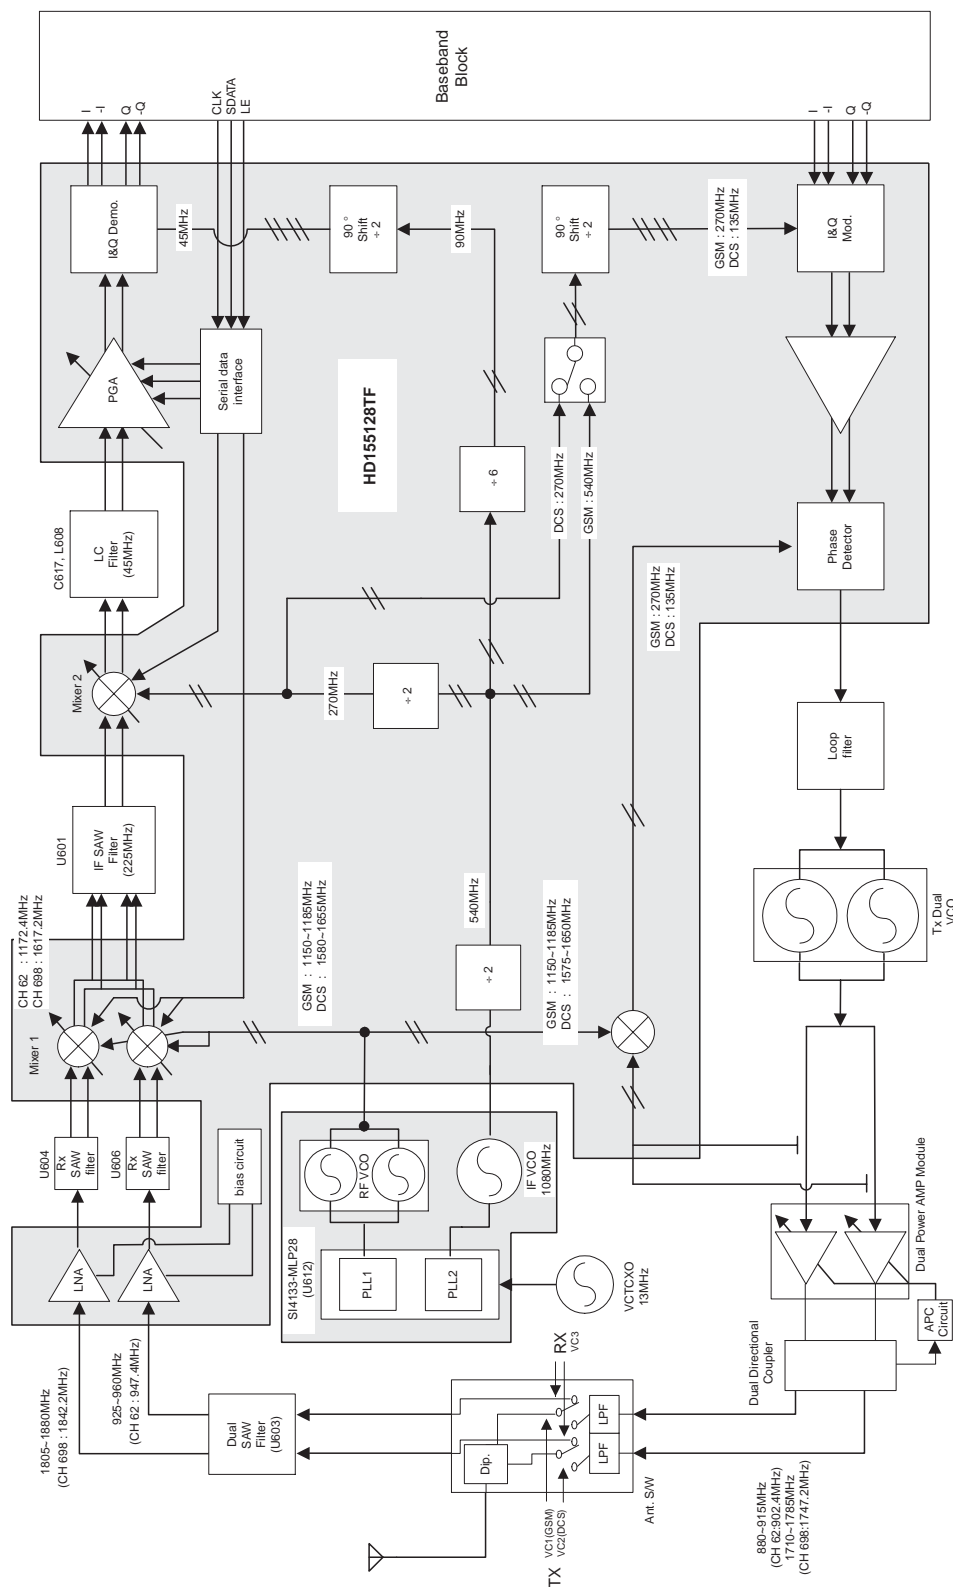 Baseband
Block
I
-I
Q
-Q
CLK
SDATA
LE
I
-I
Q
-Q
I&Q Demo.
45MHz
90°
Shift
÷ 2
90MHz
90°
Shift
÷ 2
GSM : 270MHz
DCS : 135MHz
I&Q
Mod.
PGA
Serial data
interface
HD155128TF
C617, L608
LC
Filter
(45MHz)
÷ 6
DCS : 270MHz
GSM : 540MHz
Phase
Detector
GSM : 270MHz
DCS : 135MHz
Mixer 2
270MHz
÷ 2
Loop
filter
U601
IF SAW
Filter
(225MHz)
CH 62 : 1172.4MHz
CH 698 : 1617.2MHz
GSM : 1150~1185MHz
DCS : 1580~1655MHz
540MHz
÷ 2
GSM : 1150~1185MHz
DCS : 1575~1650MHz
Tx Dual
VCO
Mixer 1
U604
Rx
SAW
filter
U606
Rx
SAW
filter
bias circuit
LNA
LNA
RF VCO
IF VCO
1080MHz
SI4133-MLP28
(U612)
PLL1
PLL2
VCTCXO
13MHz
Dual Power AMP Module
APC
Circuit
Dual Directional
Coupler
1805~1880MHz
(CH 698 : 1842.2MHz)
925~960MHz
(CH 62 : 947.4MHz)
Dual
SAW
Filter
(U603)
RX
VC3
Dip.
LPF
LPF
Ant. S/W
TX
VC1(GSM)
VC2(DCS)
880~915MHz
(CH 62:902.4MHz)
1710~1785MHz
(CH 698:1747.2MHz)